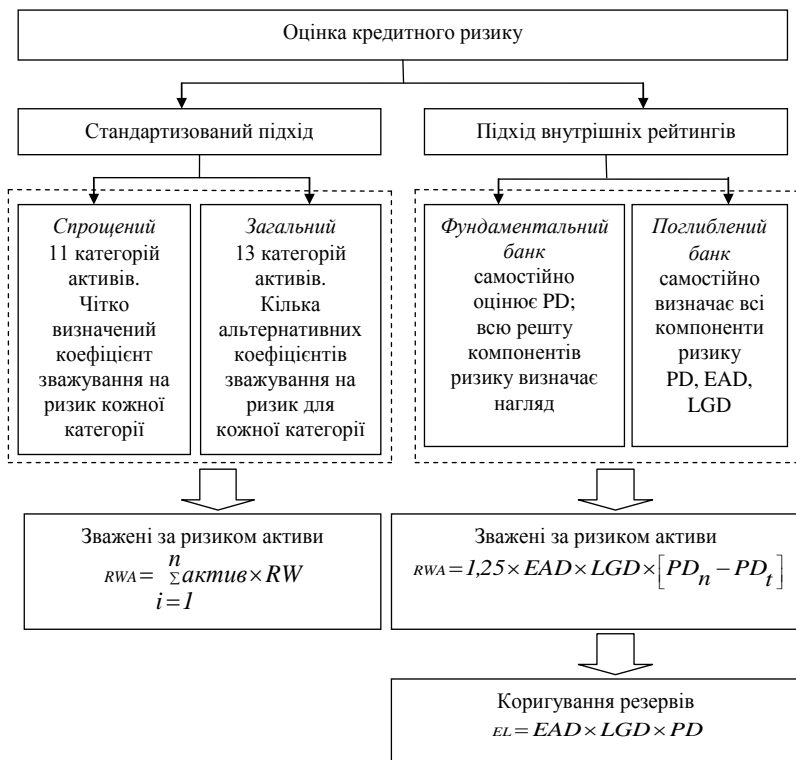 Оцінка кредитного ризику
Стандартизований підхід
Підхід внутрішніх рейтингів
Спрощений
11 категорій
активів.
Чітко
визначений
коефіцієнт
зважування на
ризик кожної
категорії
Загальний
13 категорій
активів.
Кілька
альтернативних
коефіцієнтів
зважування на
ризик для
кожної категорії
Фундаментальний
банк
самостійно
оцінює PD;
всю решту
компонентів
ризику визначає
нагляд
Поглиблений
банк
самостійно
визначає всі
компоненти
ризику
PD, EAD,
LGD
Зважені за ризиком активи
n
RWA = Σ актив × RW
i = 1
Зважені за ризиком активи
RWA = 1,25 × EAD × LGD × [PD_n − PD_t]
Коригування резервів
EL = EAD × LGD × PD